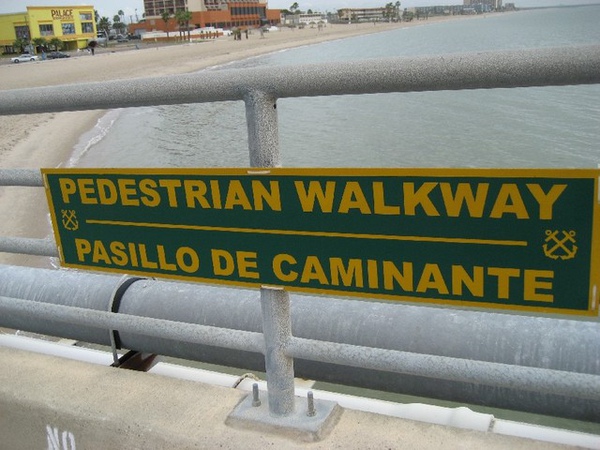 PALACE
PEDESTRIAN WALKWAY
PASILLO DE CAMINANTE
NO